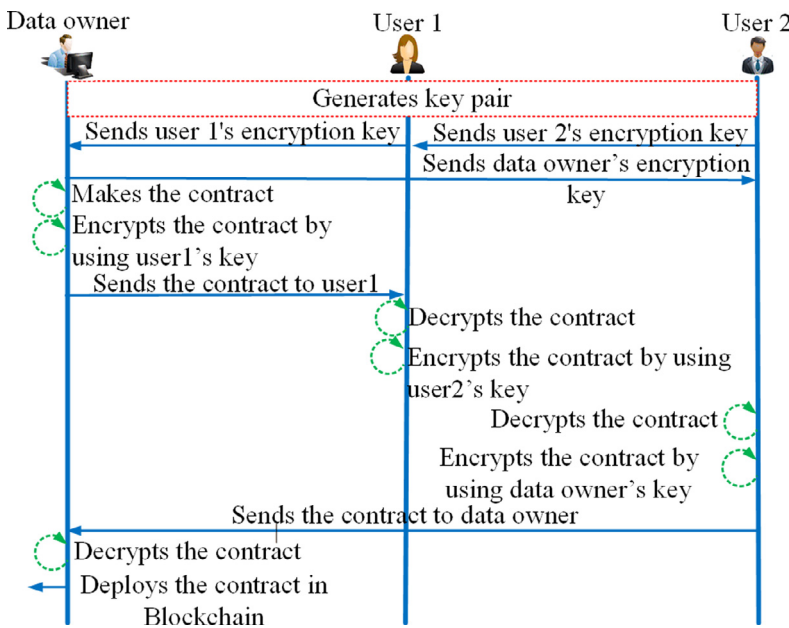 Data owner
User 1
User 2
Generates key pair
Sends user 1's encryption key
Sends user 2's encryption key
Sends data owner's encryption
key
Makes the contract
Encrypts the contract by
using user1's key
Sends the contract to user1
Decrypts the contract
Encrypts the contract by using
user2's key
Decrypts the contract
Encrypts the contract by
using data owner's key
Sends the contract to data owner
Decrypts the contract
Deploys the contract in
Blockchain